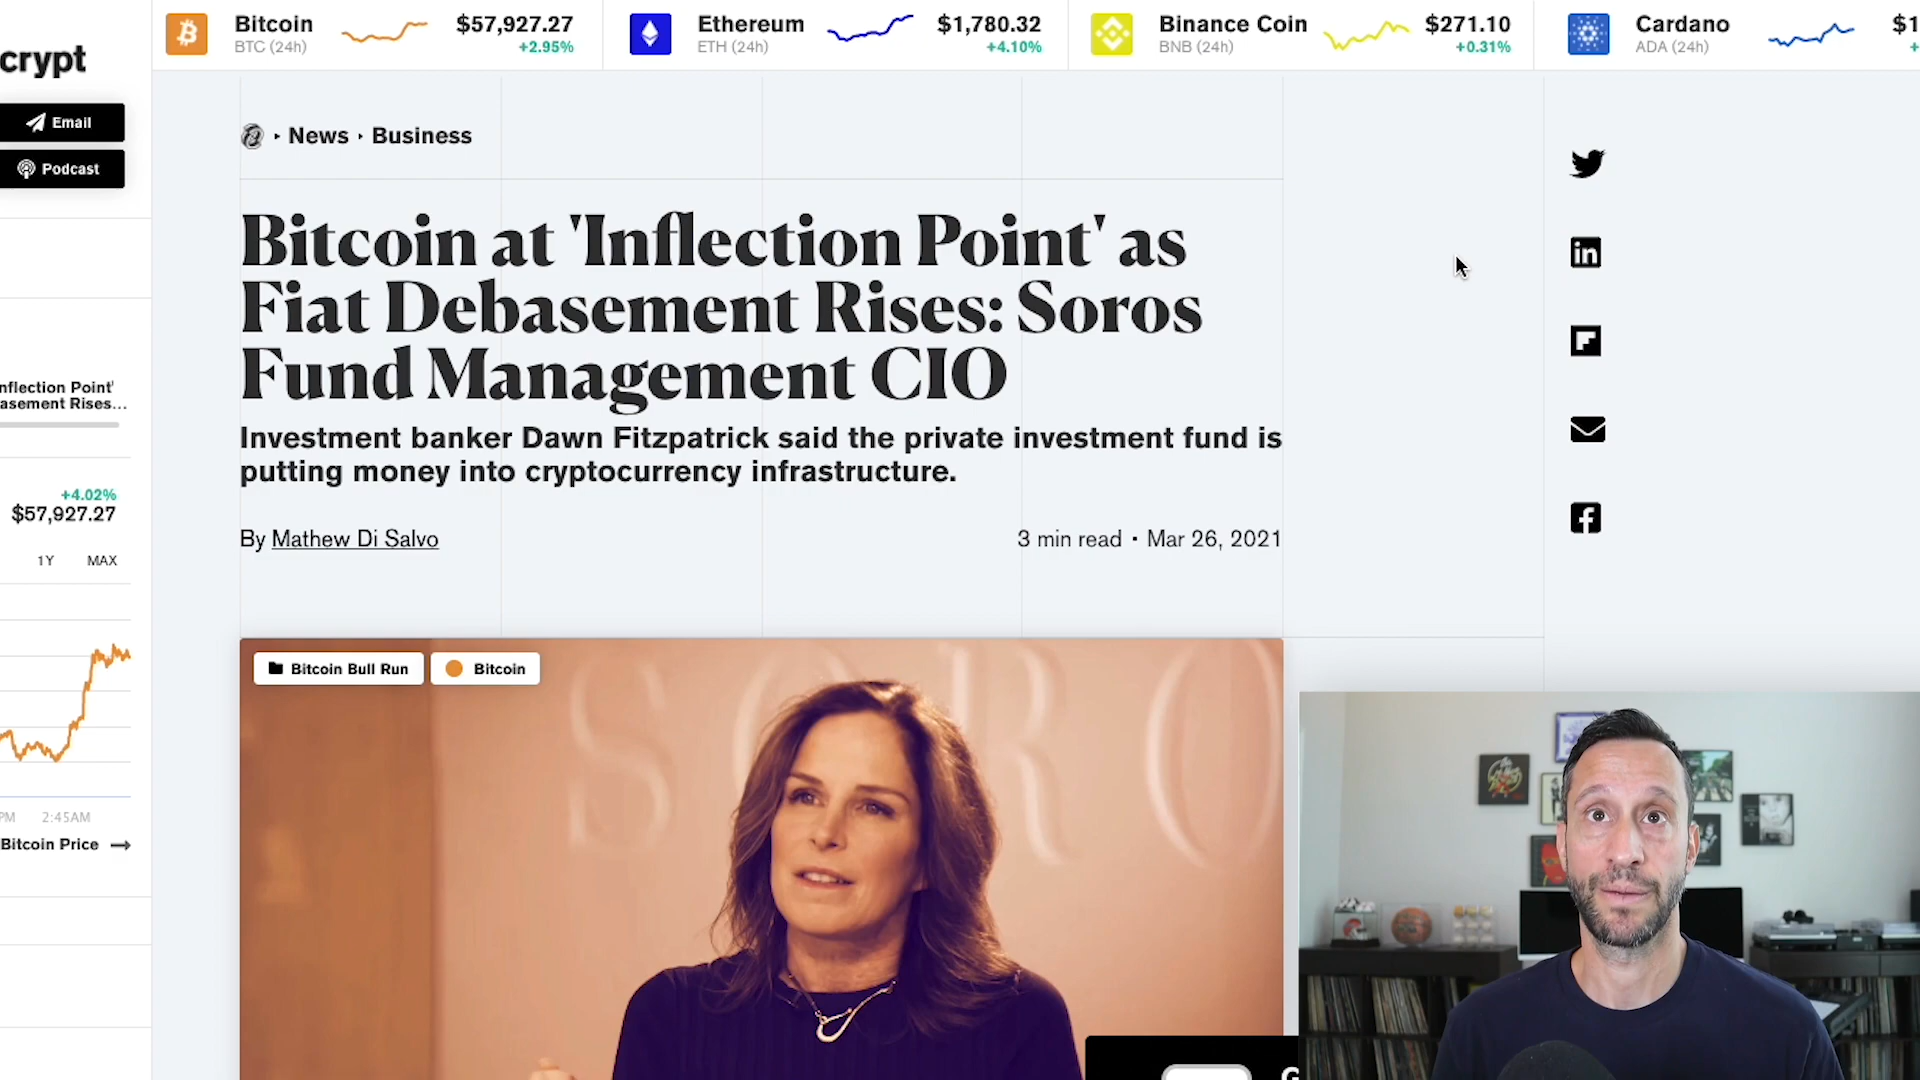 Bitcoin
BTC (24h)
$57,927.27
+2.95%
Ethereum
ETH (24h)
$1,780.32
+4.10%
Binance Coin
BNB (24h)
$271.10
+0.31%
Cardano
ADA (24h)
$1
+
crypt
Email
Podcast
nflection Point'
asement Rises...
+4.02%
$57,927.27
1Y MAX
PM 2:45AM
Bitcoin Price →
News ‣ Business
Bitcoin at 'Inflection Point' as
Fiat Debasement Rises: Soros
Fund Management CIO
Investment banker Dawn Fitzpatrick said the private investment fund is
putting money into cryptocurrency infrastructure.
By Mathew Di Salvo
3 min read • Mar 26, 2021
Bitcoin Bull Run
Bitcoin
SORO